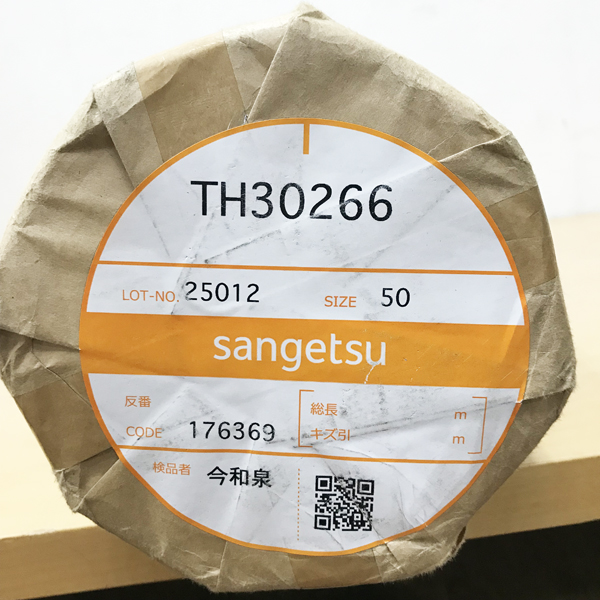 TH30266
LOT-NO. 25012 SIZE 50
sangetsu
反番
総長 m
CODE 176369 キズ引 m
検品者 今和泉